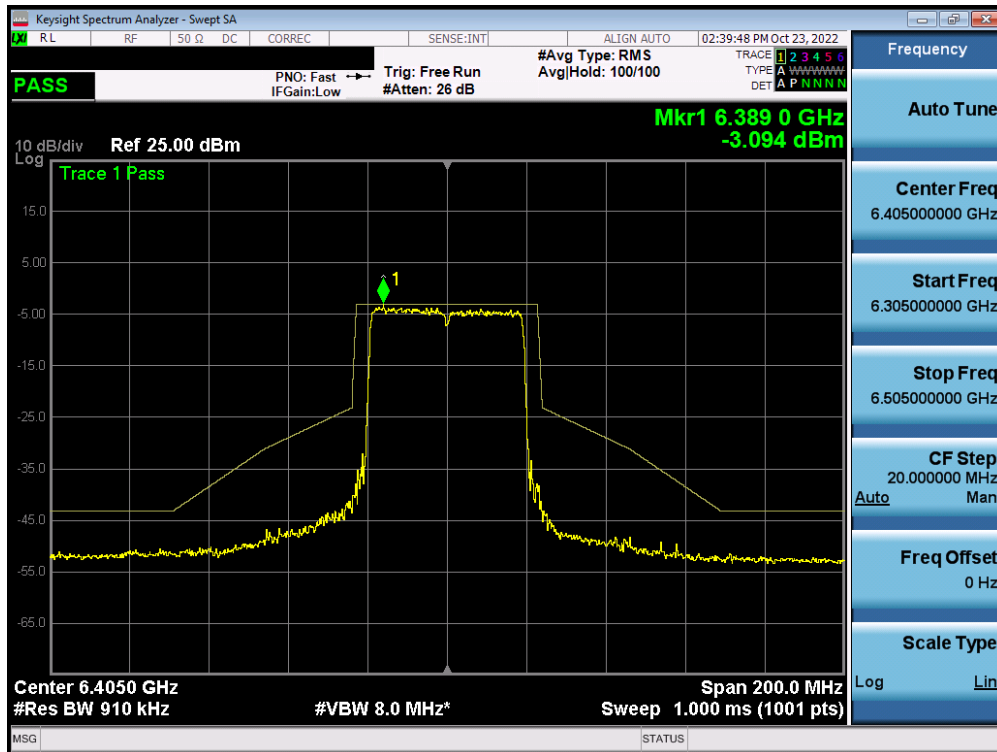 Keysight Spectrum Analyzer - Swept SA
LXI RL RF 50 Ω DC CORREC SENSE:INT ALIGN AUTO 02:39:48 PM Oct 23, 2022
PASS
PNO: Fast
IFGain:Low
Trig: Free Run
#Atten: 26 dB
#Avg Type: RMS
Avg|Hold: 100/100
TRACE 1 2 3 4 5 6
TYPE A WWWWW
DET A P N N N N
Mkr1 6.389 0 GHz
-3.094 dBm
10 dB/div Ref 25.00 dBm
Log
Trace 1 Pass
1
15.0
5.00
-5.00
-15.0
-25.0
-35.0
-45.0
-55.0
-65.0
Center 6.4050 GHz Span 200.0 MHz
#Res BW 910 kHz #VBW 8.0 MHz* Sweep 1.000 ms (1001 pts)
MSG STATUS
Frequency
Auto Tune
Center Freq
6.405000000 GHz
Start Freq
6.305000000 GHz
Stop Freq
6.505000000 GHz
CF Step
20.000000 MHz
Auto Man
Freq Offset
0 Hz
Scale Type
Log Lin